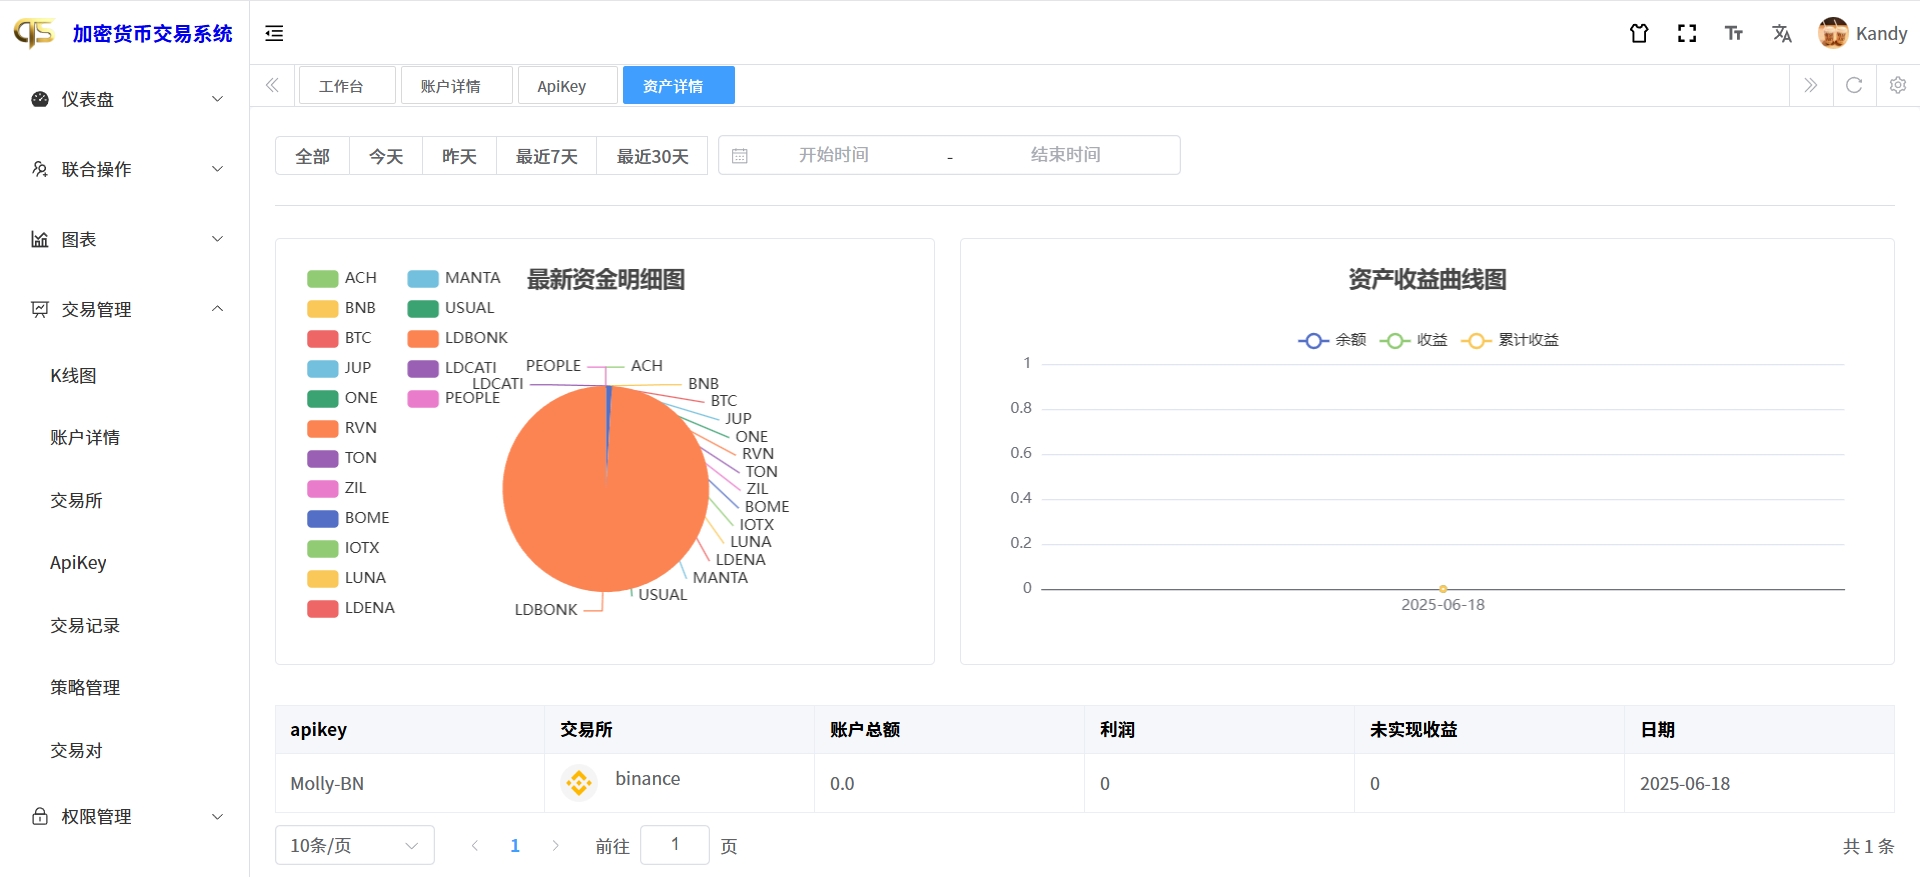 加密货币交易系统
Kandy
工作台
账户详情
ApiKey
资产详情
仪表盘
联合操作
图表
交易管理
K线图
账户详情
交易所
ApiKey
交易记录
策略管理
交易对
权限管理
全部
今天
昨天
最近7天
最近30天
开始时间 - 结束时间
最新资金明细图
ACH
BNB
BTC
JUP
ONE
RVN
TON
ZIL
BOME
IOTX
LUNA
LDENA
MANTA
USUAL
LDBONK
LDCATI
PEOPLE
PEOPLE
LDCATI
ACH
BNB
BTC
JUP
ONE
RVN
TON
ZIL
BOME
IOTX
LUNA
LDENA
MANTA
USUAL
LDBONK
资产收益曲线图
余额 收益 累计收益
1
0.8
0.6
0.4
0.2
0
2025-06-18
apikey 交易所 账户总额 利润 未实现收益 日期
Molly-BN binance 0.0 0 0 2025-06-18
10条/页 1 前往 1 页 共 1 条